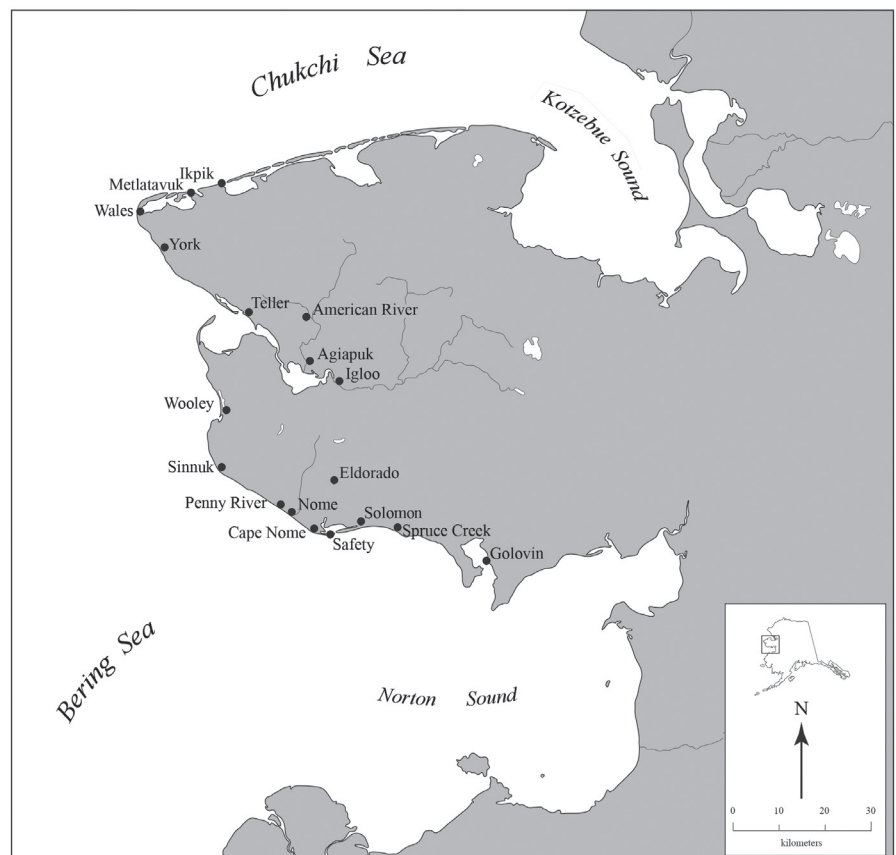 Chukchi Sea
Kotzebue Sound
Ikpik
Metlatavuk
Wales
York
Teller
American River
Agiapuk
Igloo
Wooley
Sinnuk
Eldorado
Penny River
Nome
Solomon
Cape Nome
Spruce Creek
Safety
Golovin
Bering Sea
Norton Sound
N
0 10 20 30
kilometers